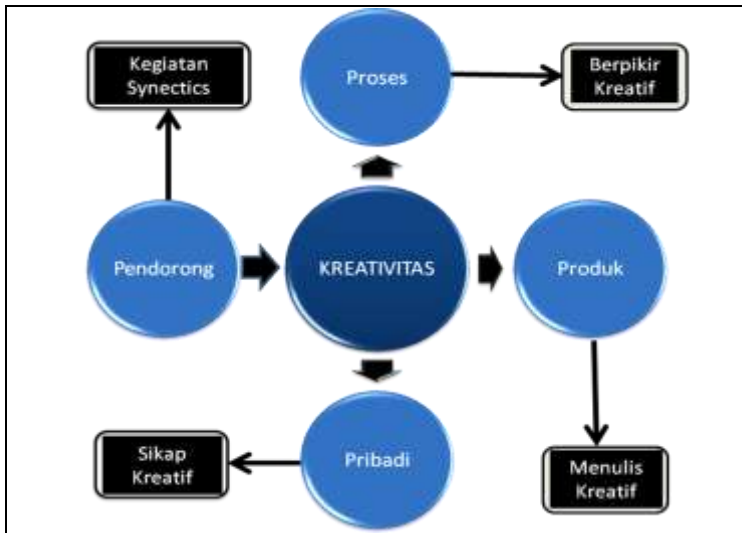 Kegiatan
Synectics
Proses
Berpikir
Kreatif
Pendorong
KREATIVITAS
Produk
Sikap
Kreatif
Pribadi
Menulis
Kreatif